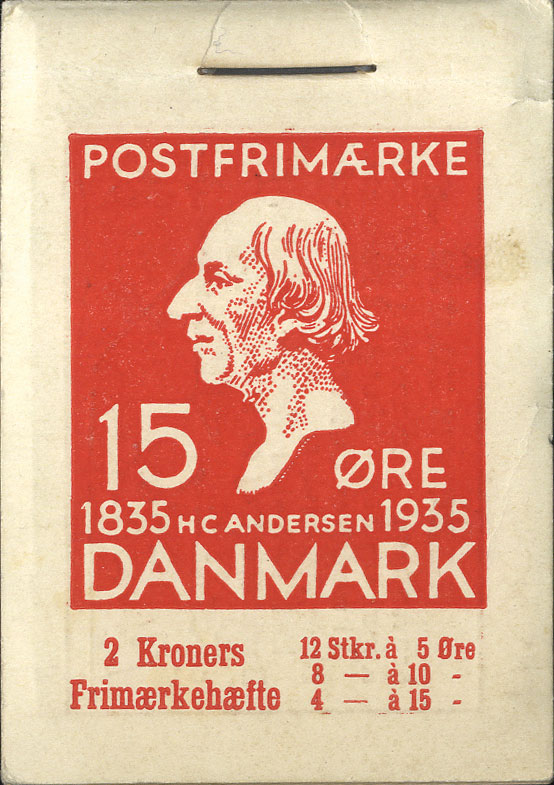 POSTFRIMÆRKE
15 ØRE
1835 H C ANDERSEN 1935
DANMARK
2 Kroners
Frimærkehæfte
12 Stkr. à 5 Øre
8 — à 10 -
4 — à 15 -